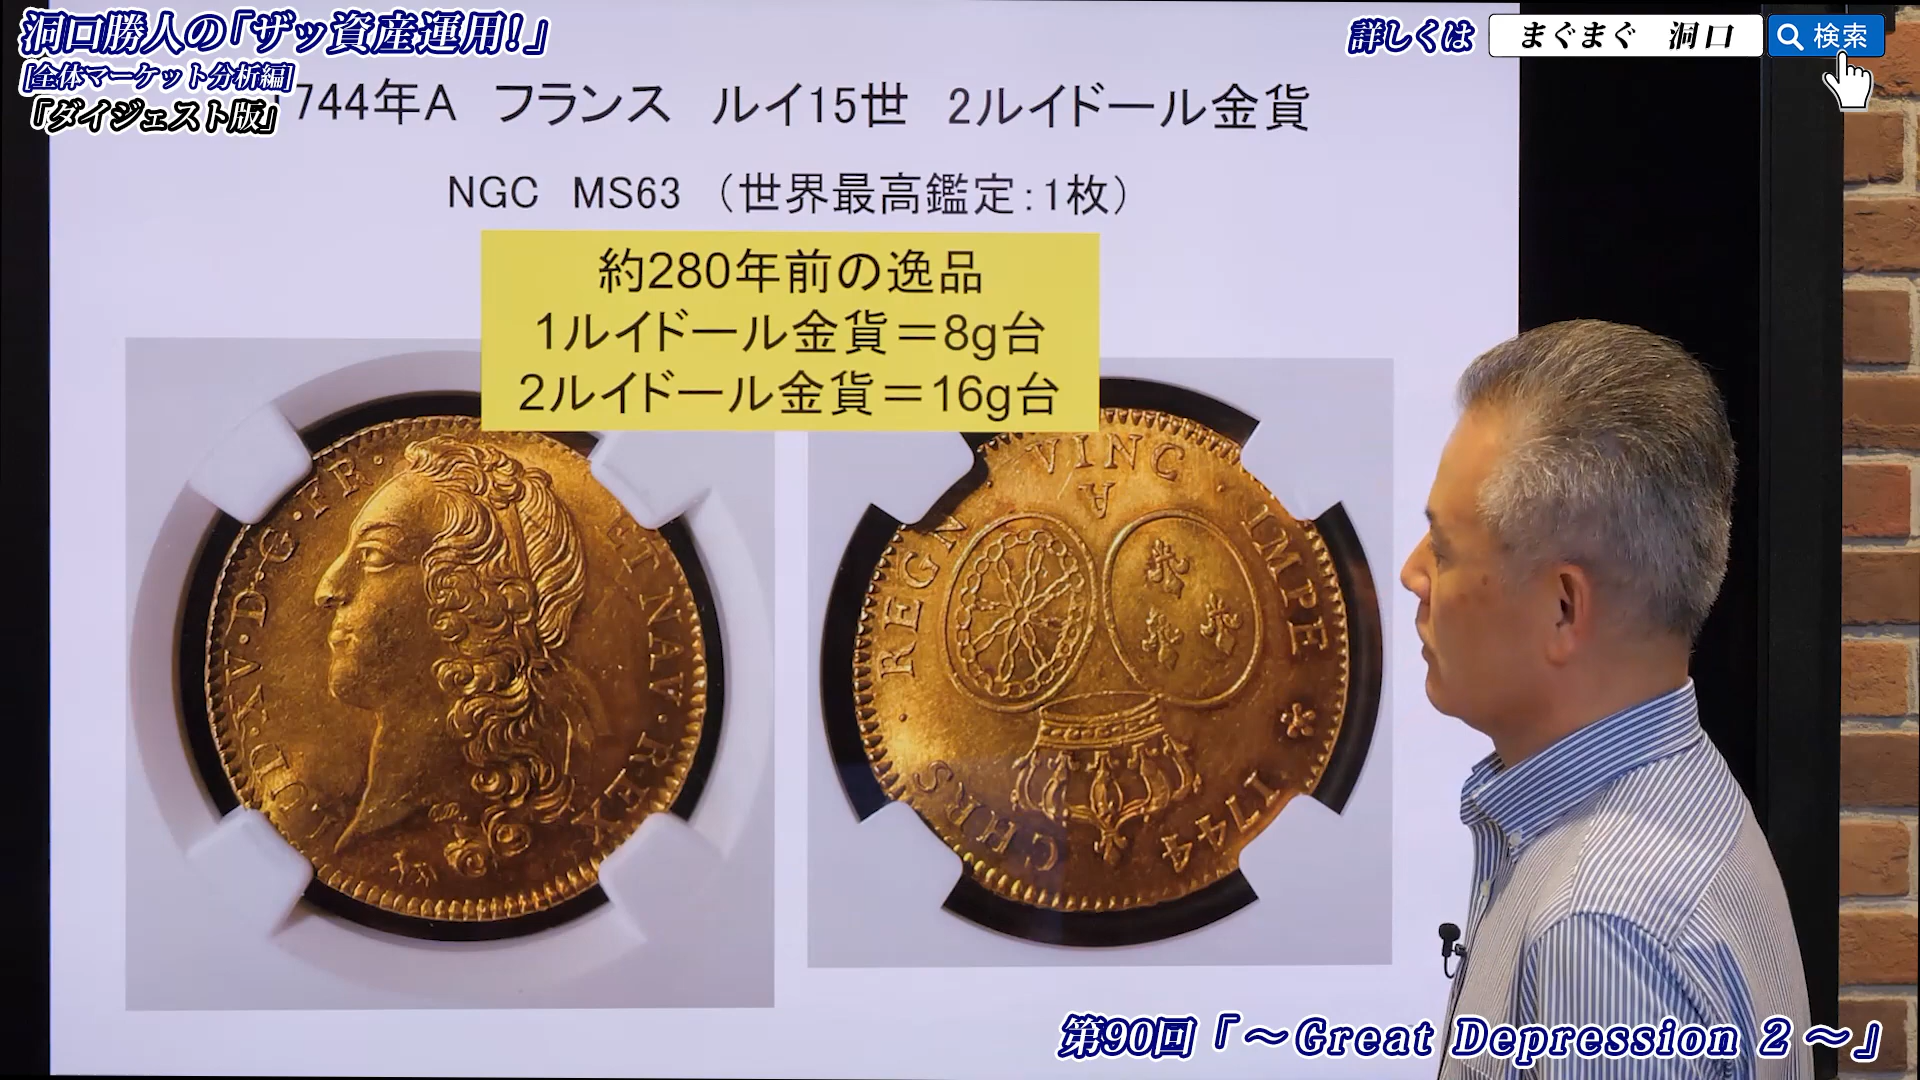 洞口勝人の「ザッ資産運用!」
[全体マーケット分析編]
「ダイジェスト版」
詳しくは
まぐまぐ 洞口
検索
744年A フランス ルイ15世 2ルイドール金貨
NGC MS63 (世界最高鑑定:1枚)
約280年前の逸品
1ルイドール金貨=8g台
2ルイドール金貨=16g台
LUD·XV·D·G·FR· ET NAV·REX
CHRS REGN VINC IMPE 1744
A
第90回「~Great Depression 2~」